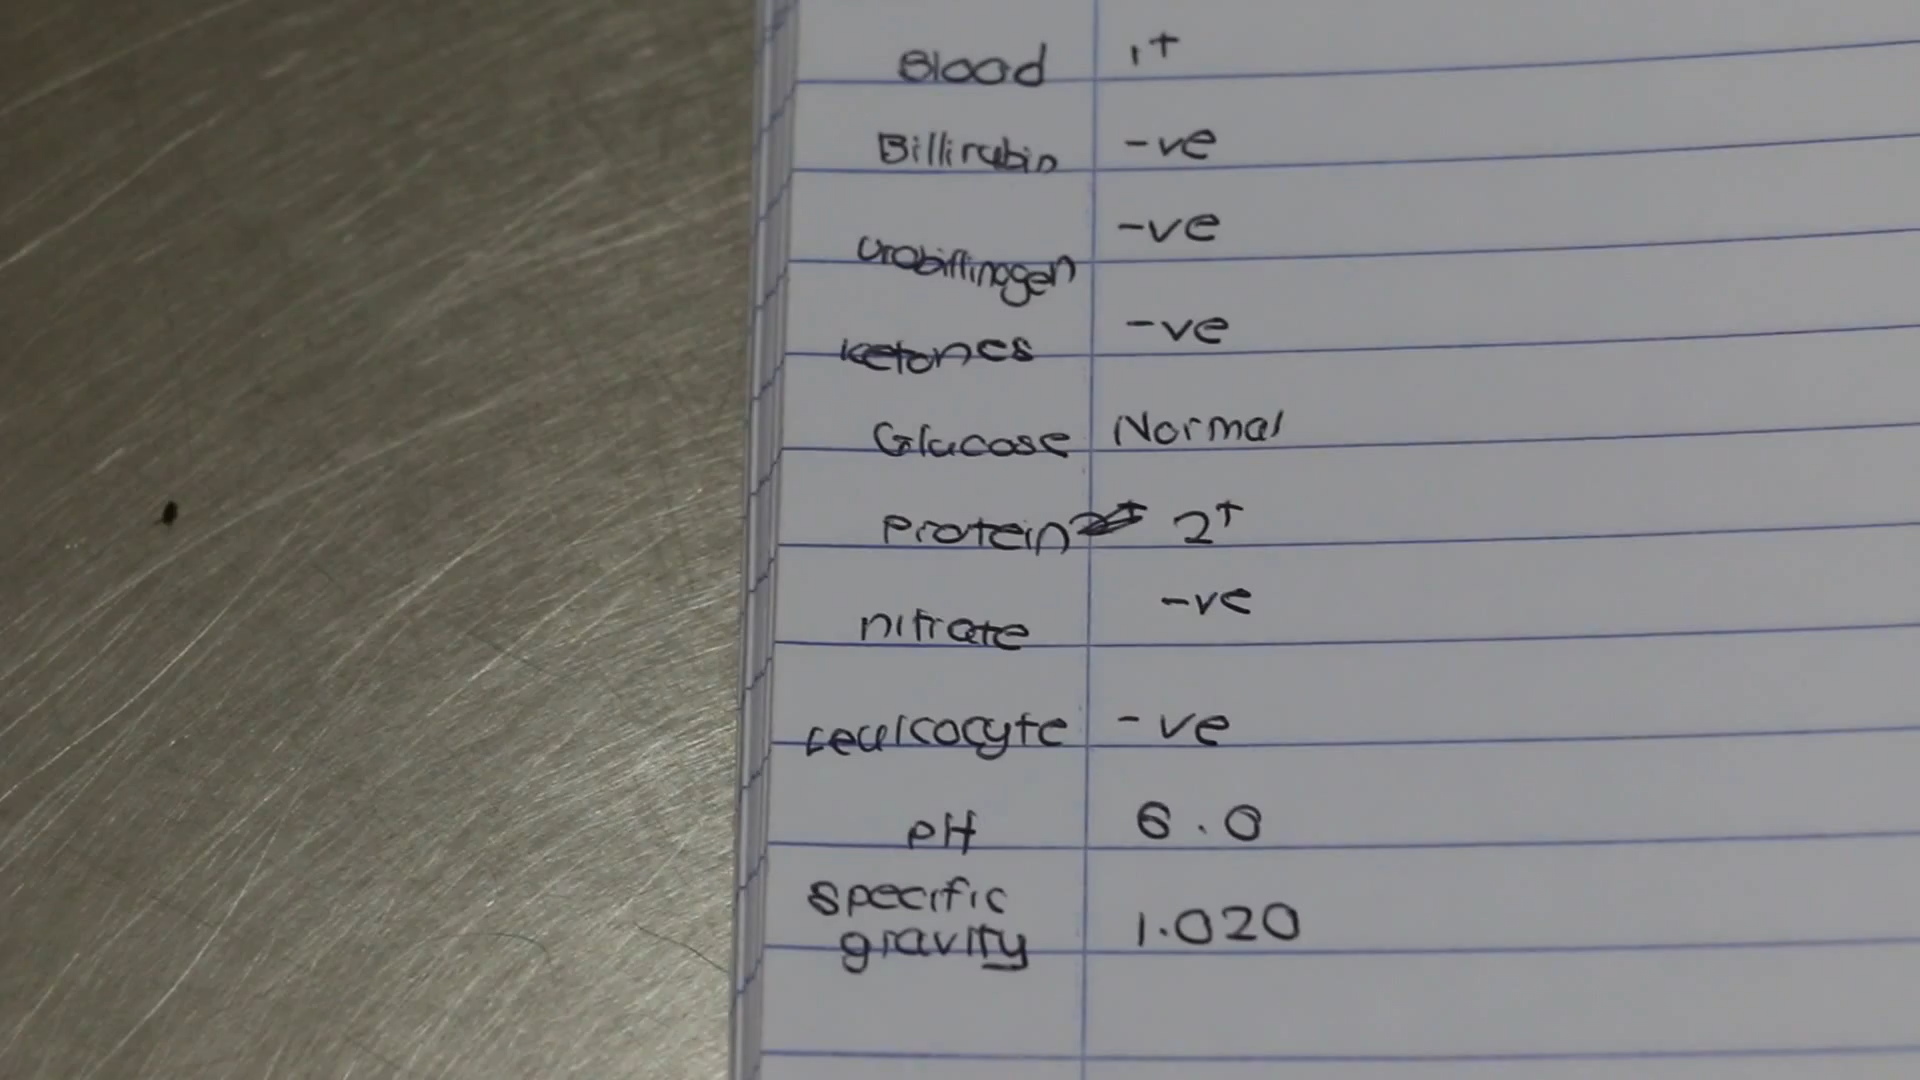 Blood 1+
Billirubin -ve
Urobillinogen -ve
ketones -ve
Glucose Normal
Protein 2+
nitrate -ve
Leulcocyte -ve
pH 6.0
specific
gravity 1.020